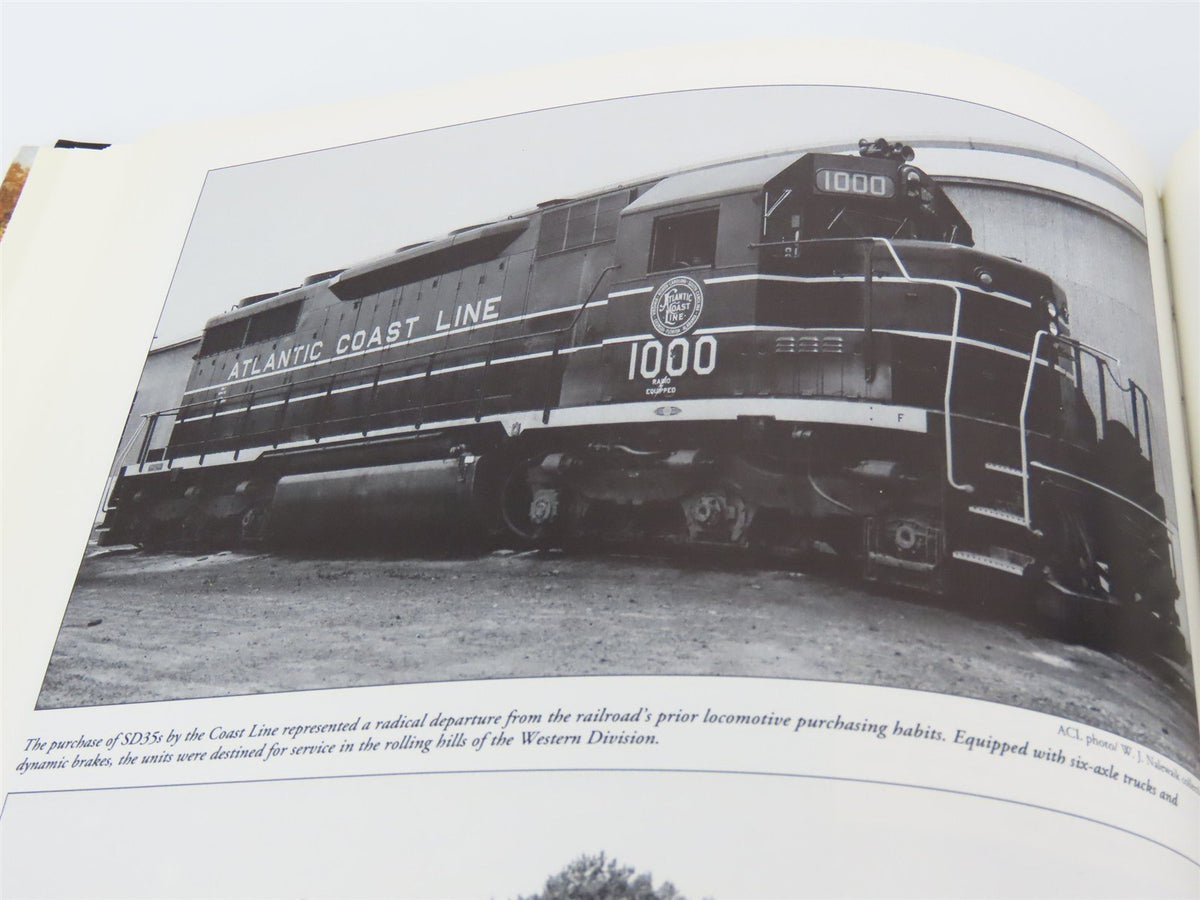 1000
ATLANTIC COAST LINE
ATLANTIC
COAST
LINE
1000
RADIO
EQUIPPED
F
ACL photo/ W. J. Nalewaik
The purchase of SD35s by the Coast Line represented a radical departure from the railroad's prior locomotive purchasing habits. Equipped with six-axle trucks and
dynamic brakes, the units were destined for service in the rolling hills of the Western Division.